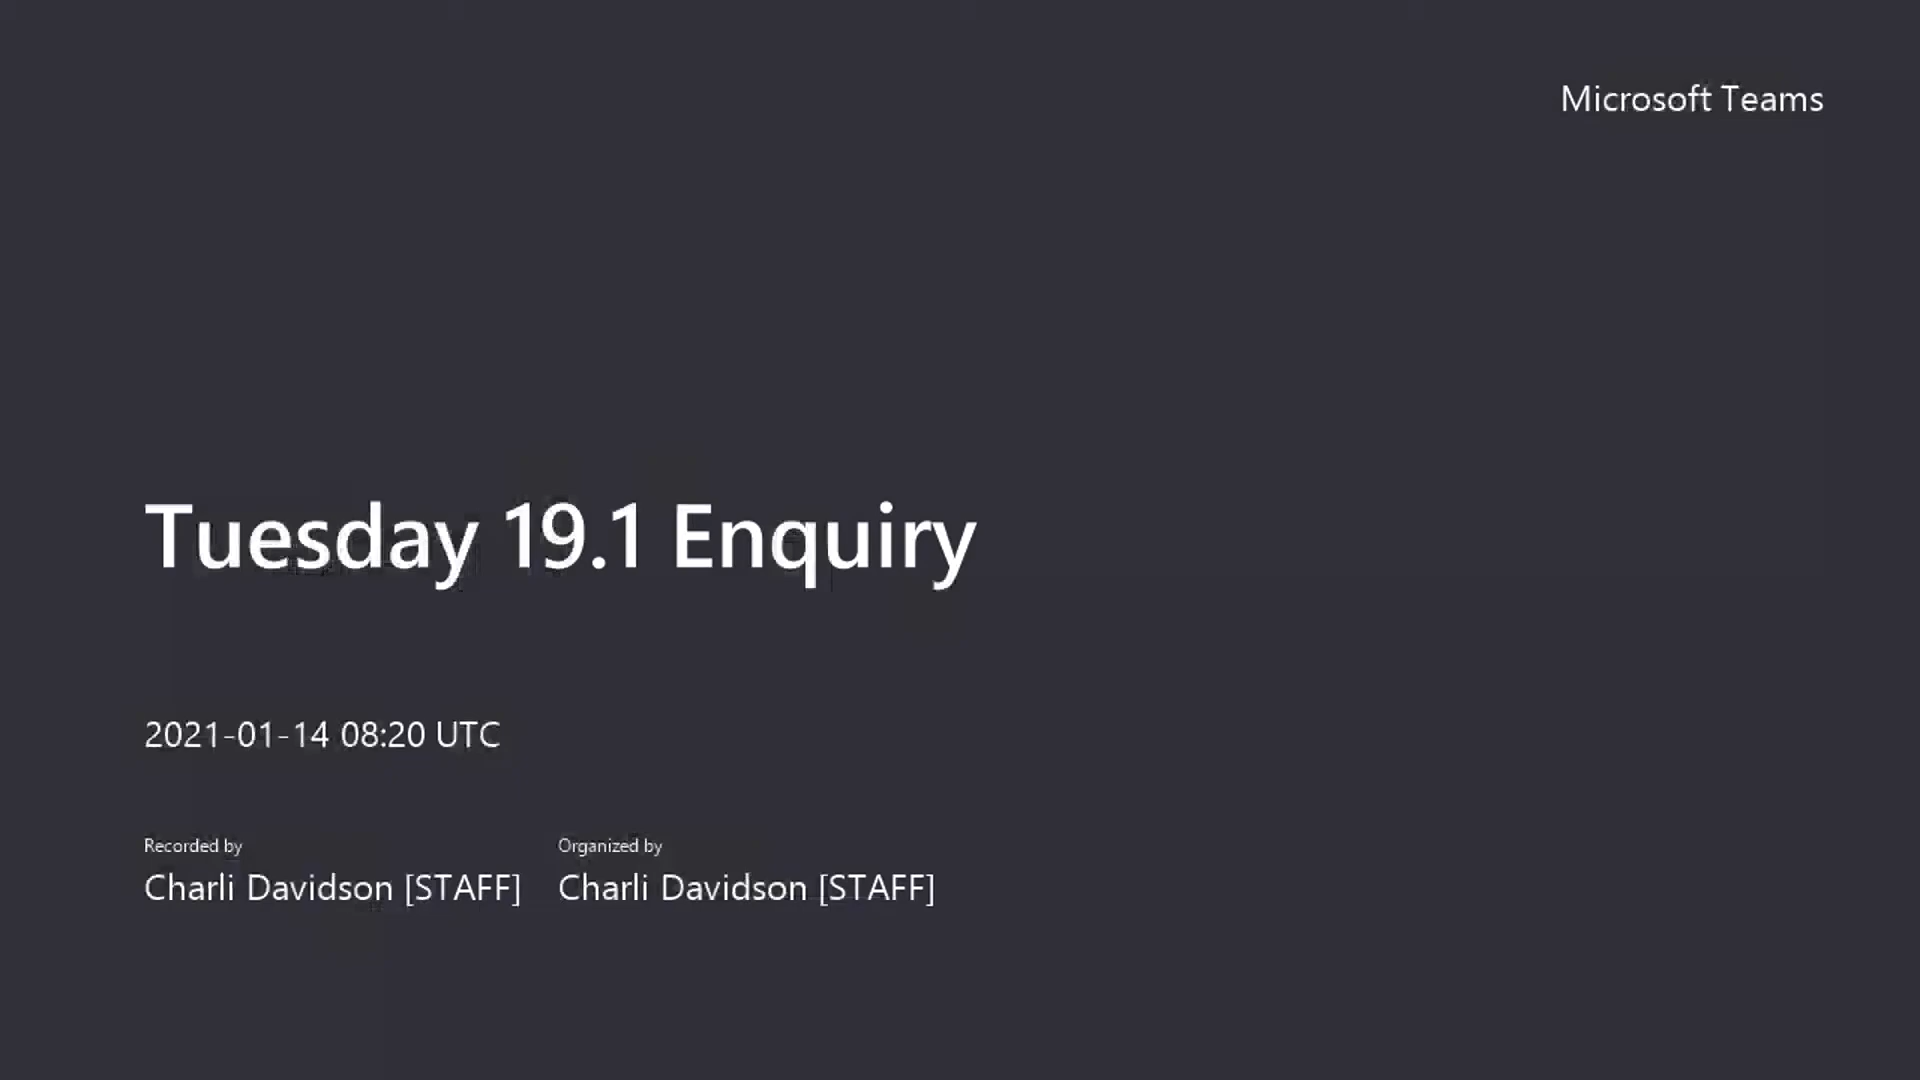 Microsoft Teams
Tuesday 19.1 Enquiry
2021-01-14 08:20 UTC
Recorded by
Charli Davidson [STAFF]
Organized by
Charli Davidson [STAFF]